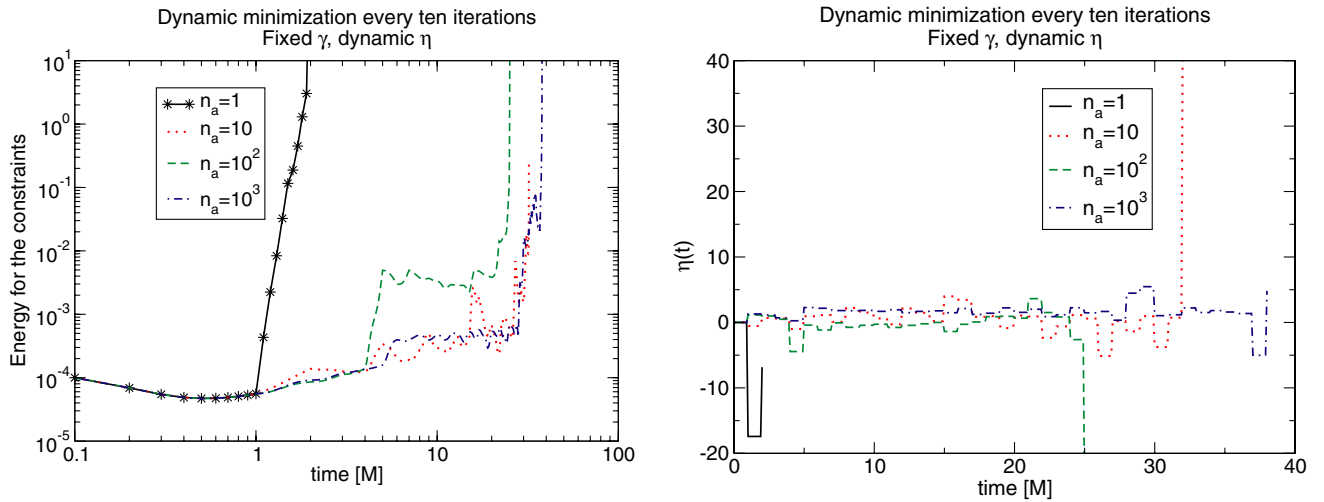 Dynamic minimization every ten iterations
Fixed γ, dynamic η
Energy for the constraints
10^1
10^0
10^-1
10^-2
10^-3
10^-4
10^-5
n_a=1
n_a=10
n_a=10^2
n_a=10^3
0.1 1 10 100
time [M]
Dynamic minimization every ten iterations
Fixed γ, dynamic η
η(t)
40
30
20
10
0
-10
-20
n_a=1
n_a=10
n_a=10^2
n_a=10^3
0 10 20 30 40
time [M]